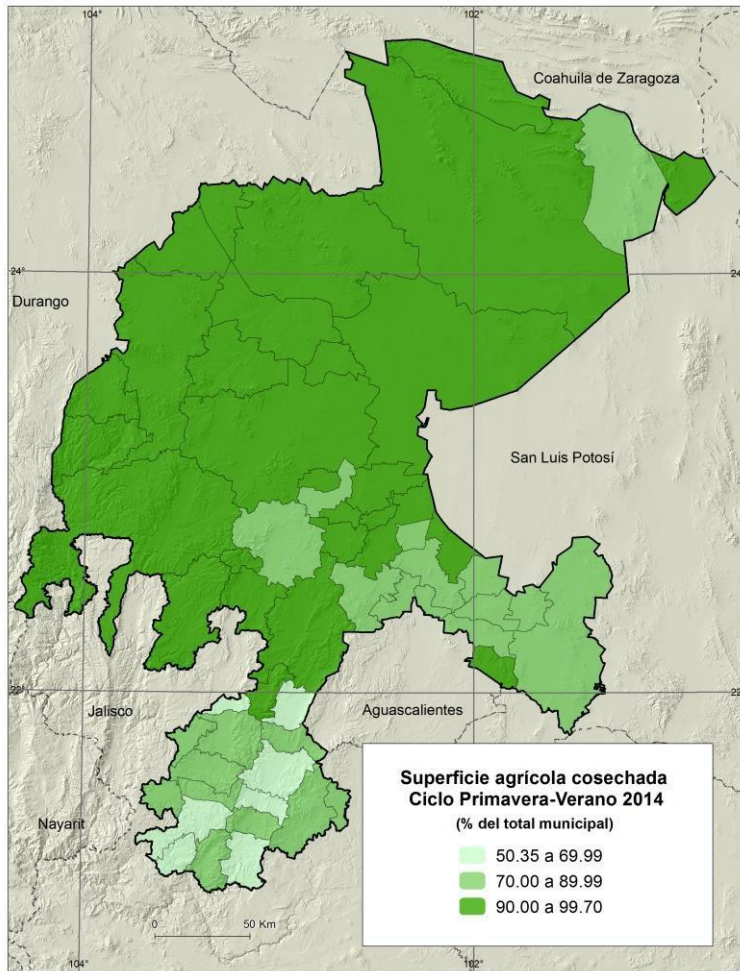 104°
102°
Coahuila de Zaragoza
24°
24
Durango
San Luis Potosí
22°
22
Jalisco
Aguascalientes
Nayarit
Superficie agrícola cosechada
Ciclo Primavera-Verano 2014
(% del total municipal)
50.35 a 69.99
70.00 a 89.99
90.00 a 99.70
0 50 Km
104°
102°